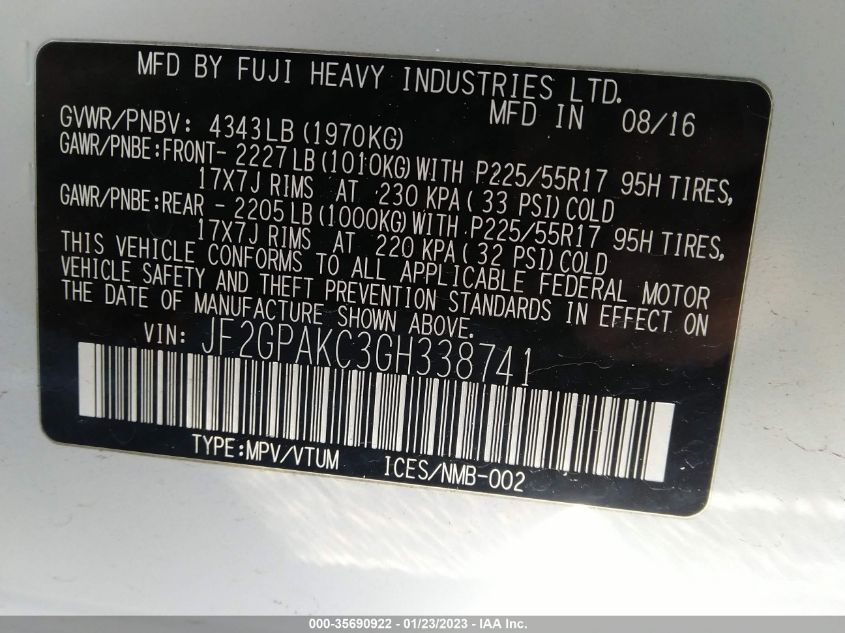 MFD BY FUJI HEAVY INDUSTRIES LTD.
MFD IN 08/16
GVWR/PNBV: 4343LB(1970KG)
GAWR/PNBE:FRONT- 2227LB(1010KG)WITH P225/55R17 95H TIRES,
17X7J RIMS AT 230 KPA( 33 PSI)COLD
GAWR/PNBE:REAR - 2205LB(1000KG)WITH P225/55R17 95H TIRES,
17X7J RIMS AT 220 KPA( 32 PSI)COLD
THIS VEHICLE CONFORMS TO ALL APPLICABLE FEDERAL MOTOR
VEHICLE SAFETY AND THEFT PREVENTION STANDARDS IN EFFECT ON
THE DATE OF MANUFACTURE SHOWN ABOVE.
VIN: JF2GPAKC3GH338741
TYPE:MPV/VTUM ICES/NMB-002
000-35690922 - 01/23/2023 - IAA Inc.